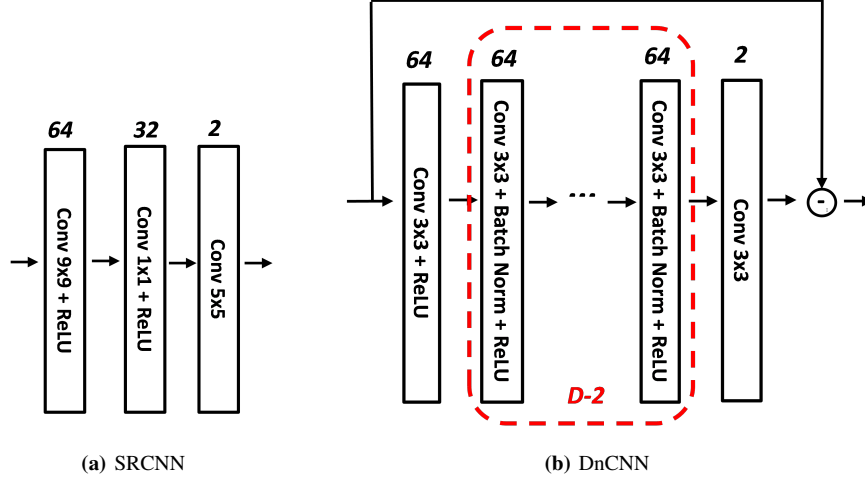 64
32
2
Conv 9x9 + ReLU
Conv 1x1 + ReLU
Conv 5x5
(a) SRCNN
64
64
64
2
Conv 3x3 + ReLU
Conv 3x3 + Batch Norm + ReLU
...
Conv 3x3 + Batch Norm + ReLU
Conv 3x3
-
D-2
(b) DnCNN